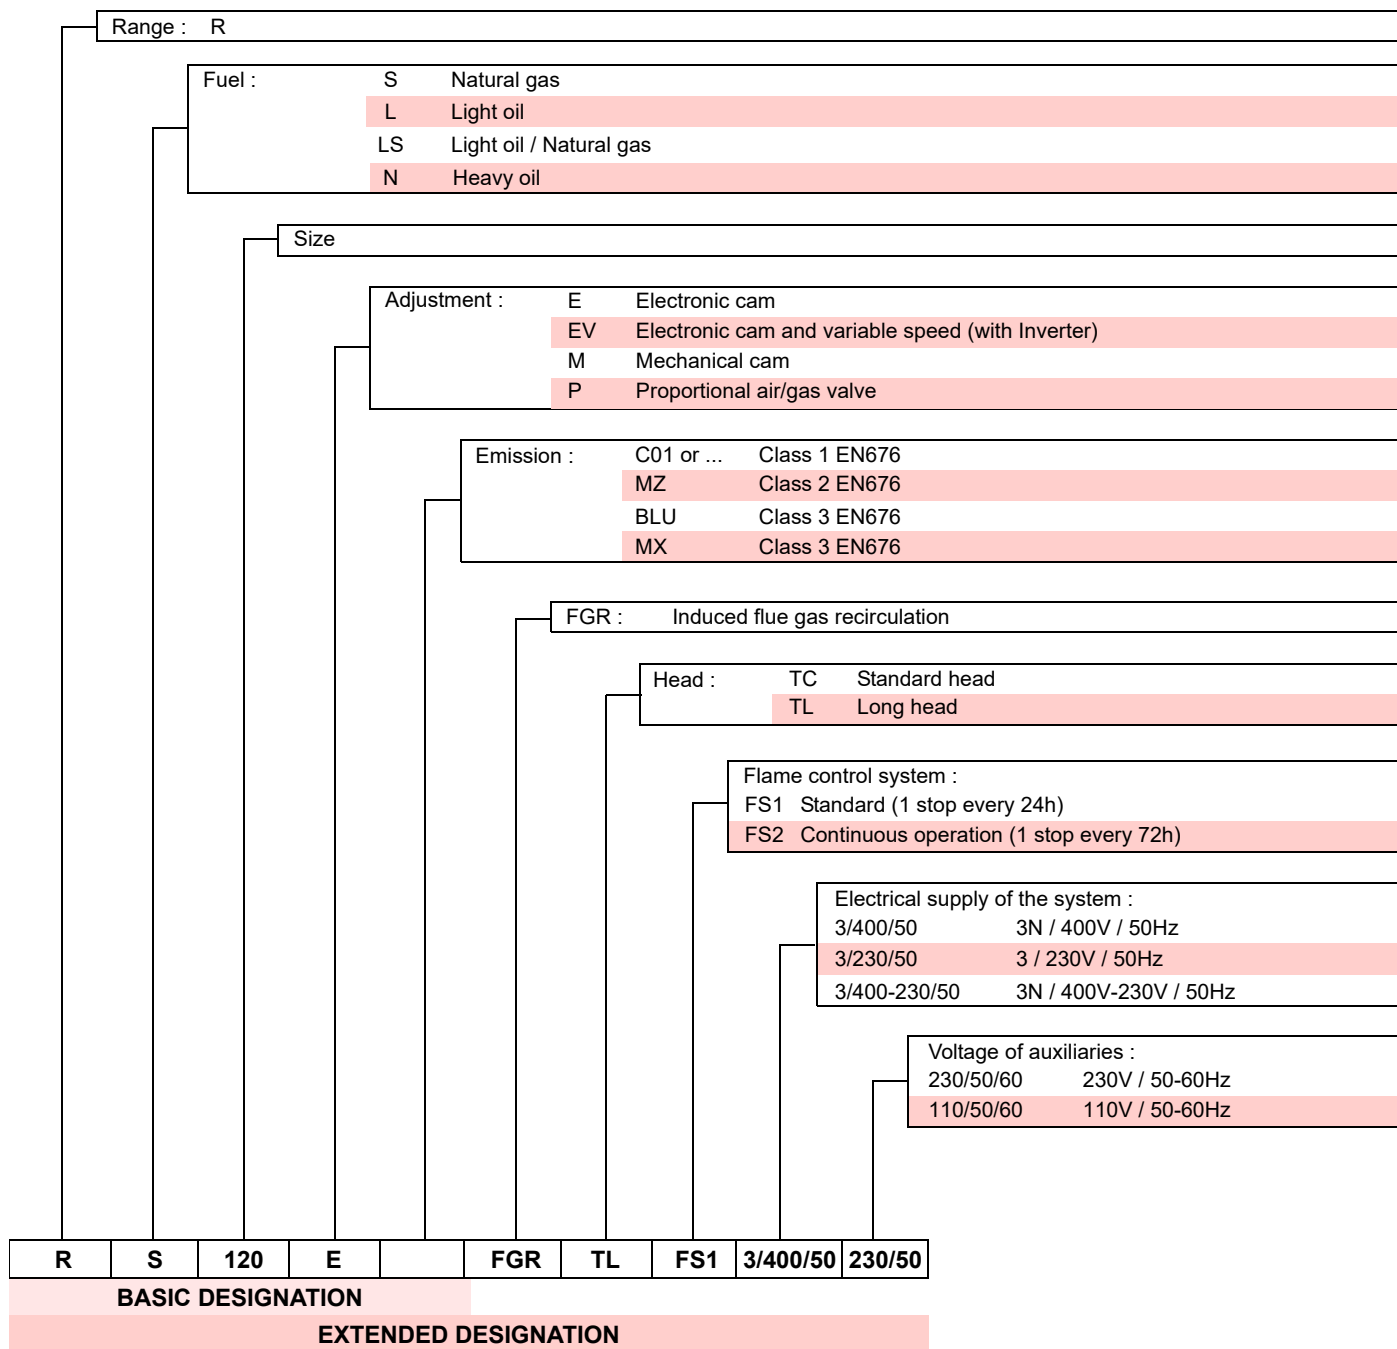 Range : R
Fuel : S Natural gas
L Light oil
LS Light oil / Natural gas
N Heavy oil
Size
Adjustment : E Electronic cam
EV Electronic cam and variable speed (with Inverter)
M Mechanical cam
P Proportional air/gas valve
Emission : C01 or ... Class 1 EN676
MZ Class 2 EN676
BLU Class 3 EN676
MX Class 3 EN676
FGR : Induced flue gas recirculation
Head : TC Standard head
TL Long head
Flame control system :
FS1 Standard (1 stop every 24h)
FS2 Continuous operation (1 stop every 72h)
Electrical supply of the system :
3/400/50 3N / 400V / 50Hz
3/230/50 3 / 230V / 50Hz
3/400-230/50 3N / 400V-230V / 50Hz
Voltage of auxiliaries :
230/50/60 230V / 50-60Hz
110/50/60 110V / 50-60Hz
R S 120 E FGR TL FS1 3/400/50 230/50
BASIC DESIGNATION
EXTENDED DESIGNATION